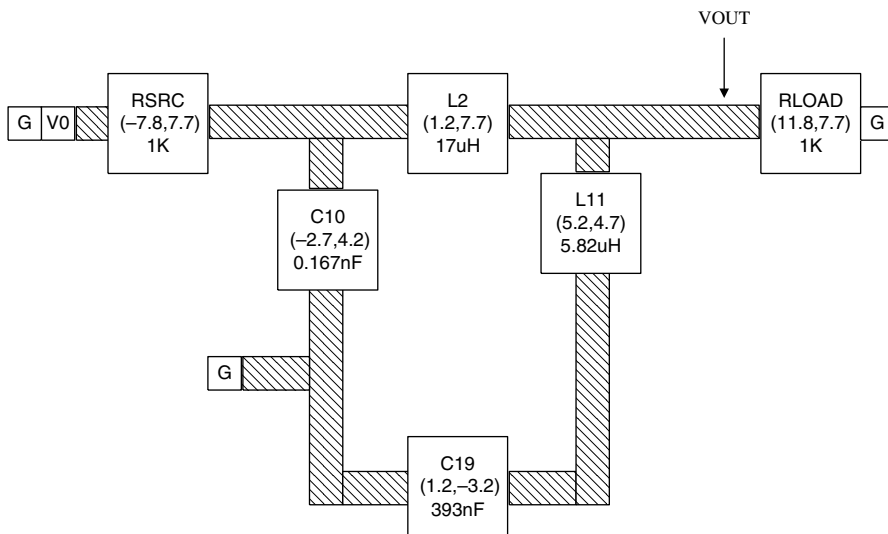 VOUT
G V0
RSRC
(–7.8,7.7)
1K
L2
(1.2,7.7)
17uH
RLOAD
(11.8,7.7)
1K
G
C10
(–2.7,4.2)
0.167nF
L11
(5.2,4.7)
5.82uH
G
C19
(1.2,–3.2)
393nF